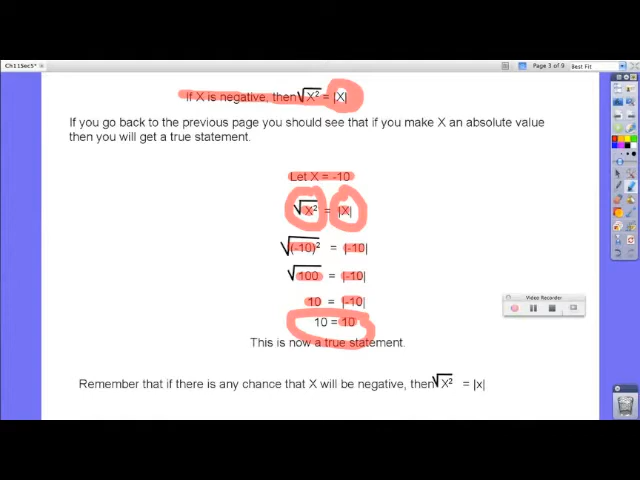 Ch11Sec5*
Page 3 of 9
Best Fit
If X is negative, then √X² = |X|
If you go back to the previous page you should see that if you make X an absolute value
then you will get a true statement.
Let X = -10
√X² = |X|
√(-10)² = |-10|
√100 = |-10|
10 = |-10|
Video Recorder
10 = 10
This is now a true statement.
Remember that if there is any chance that X will be negative, then √X² = |x|